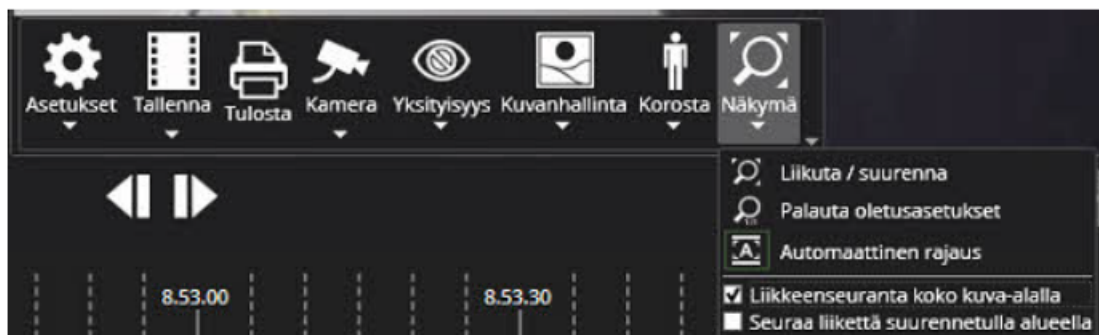 Asetukset Tallenna Tulosta Kamera Yksityisyys Kuvanhallinta Korosta Näkymä
Liikuta / suurenna
Palauta oletusasetukset
A Automaattinen rajaus
8.53.00 8.53.30
Liikkeenseuranta koko kuva-alalla
Seuraa liikettä suurennetulla alueella